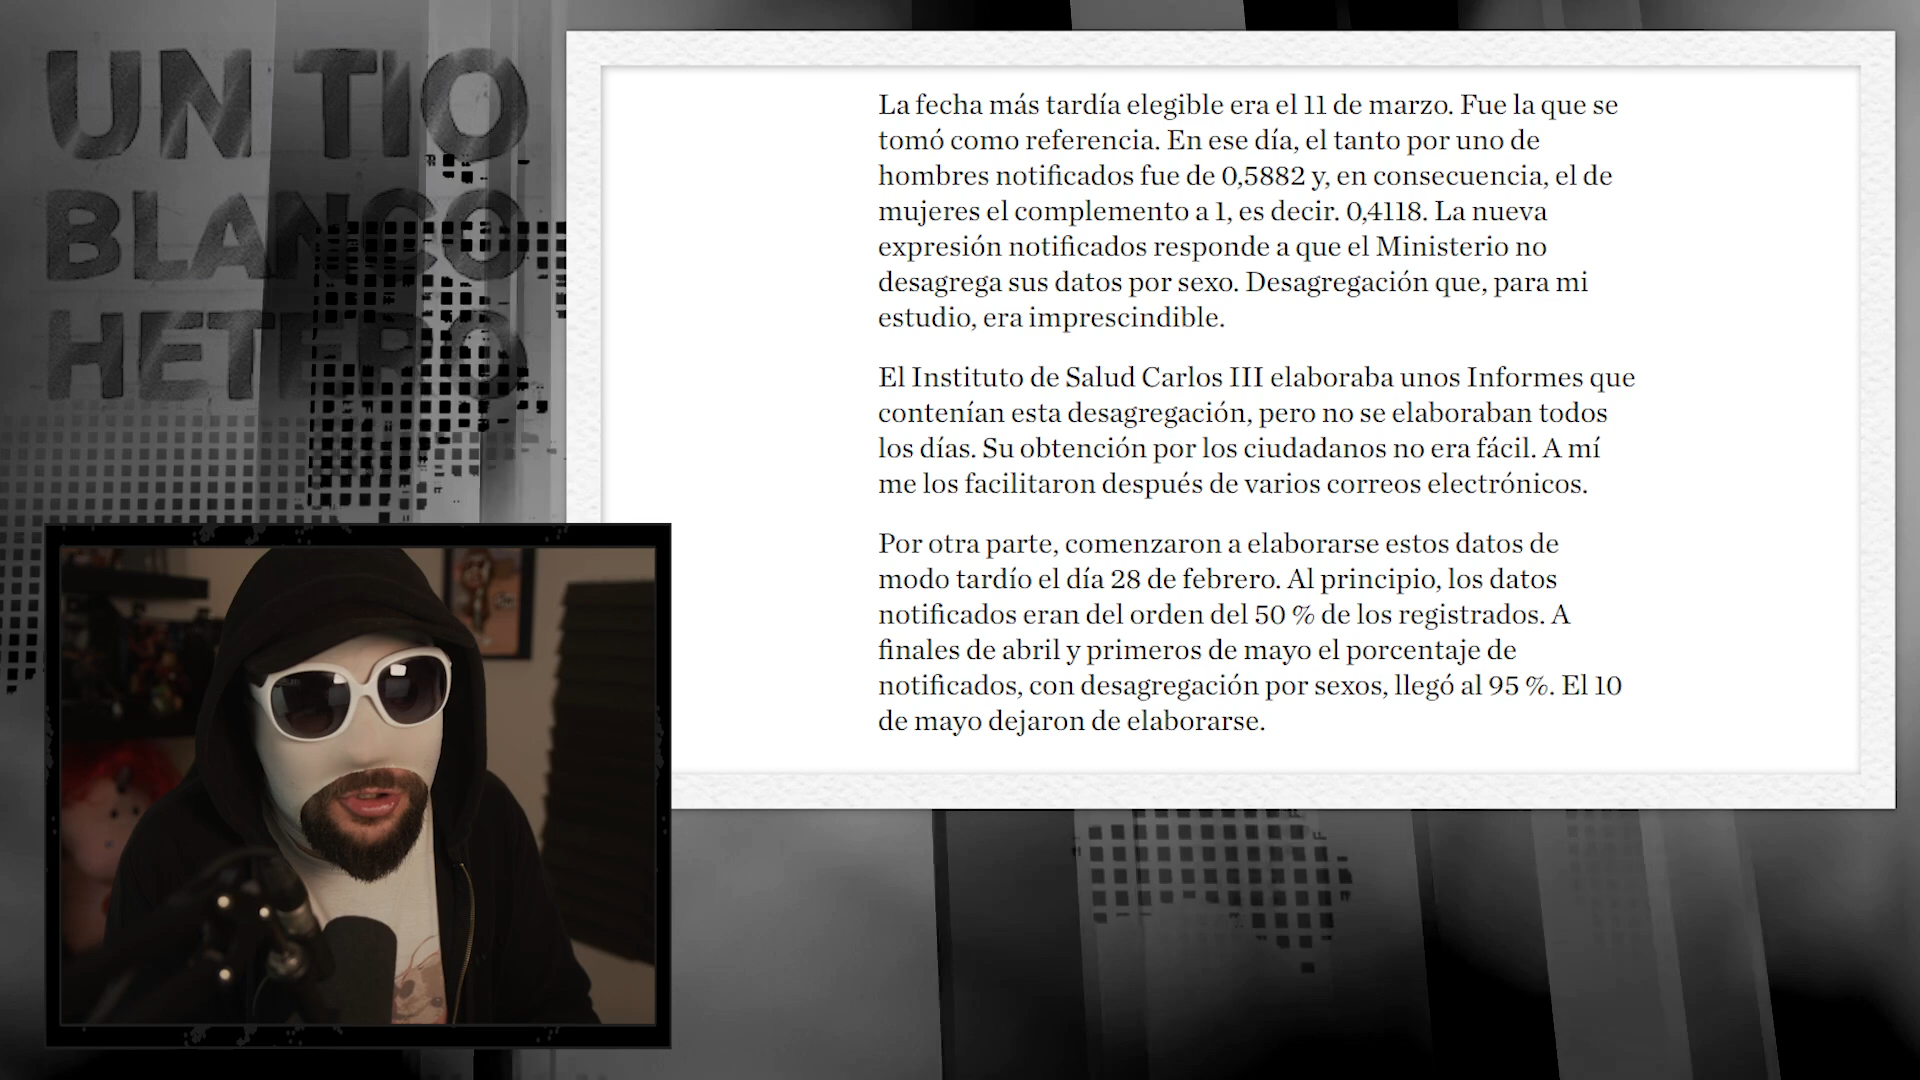 UN TIO
BLANCO
HETERO
La fecha más tardía elegible era el 11 de marzo. Fue la que se
tomó como referencia. En ese día, el tanto por uno de
hombres notificados fue de 0,5882 y, en consecuencia, el de
mujeres el complemento a 1, es decir. 0,4118. La nueva
expresión notificados responde a que el Ministerio no
desagrega sus datos por sexo. Desagregación que, para mi
estudio, era imprescindible.
El Instituto de Salud Carlos III elaboraba unos Informes que
contenían esta desagregación, pero no se elaboraban todos
los días. Su obtención por los ciudadanos no era fácil. A mí
me los facilitaron después de varios correos electrónicos.
Por otra parte, comenzaron a elaborarse estos datos de
modo tardío el día 28 de febrero. Al principio, los datos
notificados eran del orden del 50 % de los registrados. A
finales de abril y primeros de mayo el porcentaje de
notificados, con desagregación por sexos, llegó al 95 %. El 10
de mayo dejaron de elaborarse.